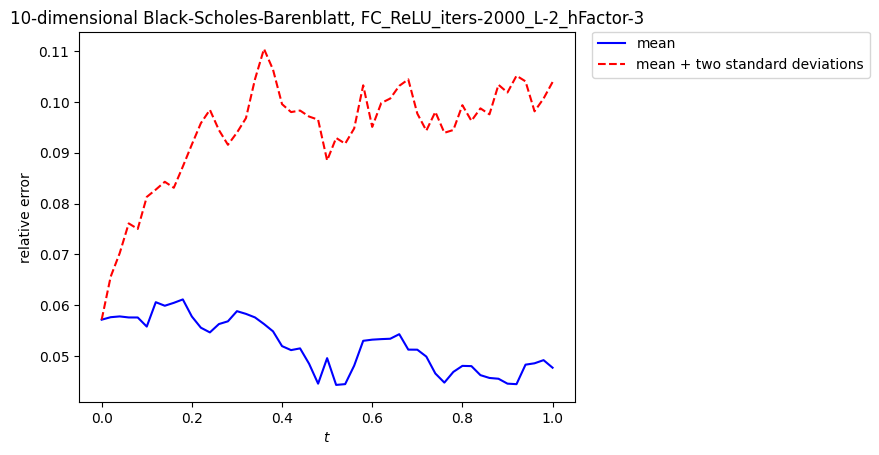 10-dimensional Black-Scholes-Barenblatt, FC_ReLU_iters-2000_L-2_hFactor-3
mean
mean + two standard deviations
0.11
0.10
0.09
0.08
0.07
0.06
0.05
relative error
0.0 0.2 0.4 0.6 0.8 1.0
t